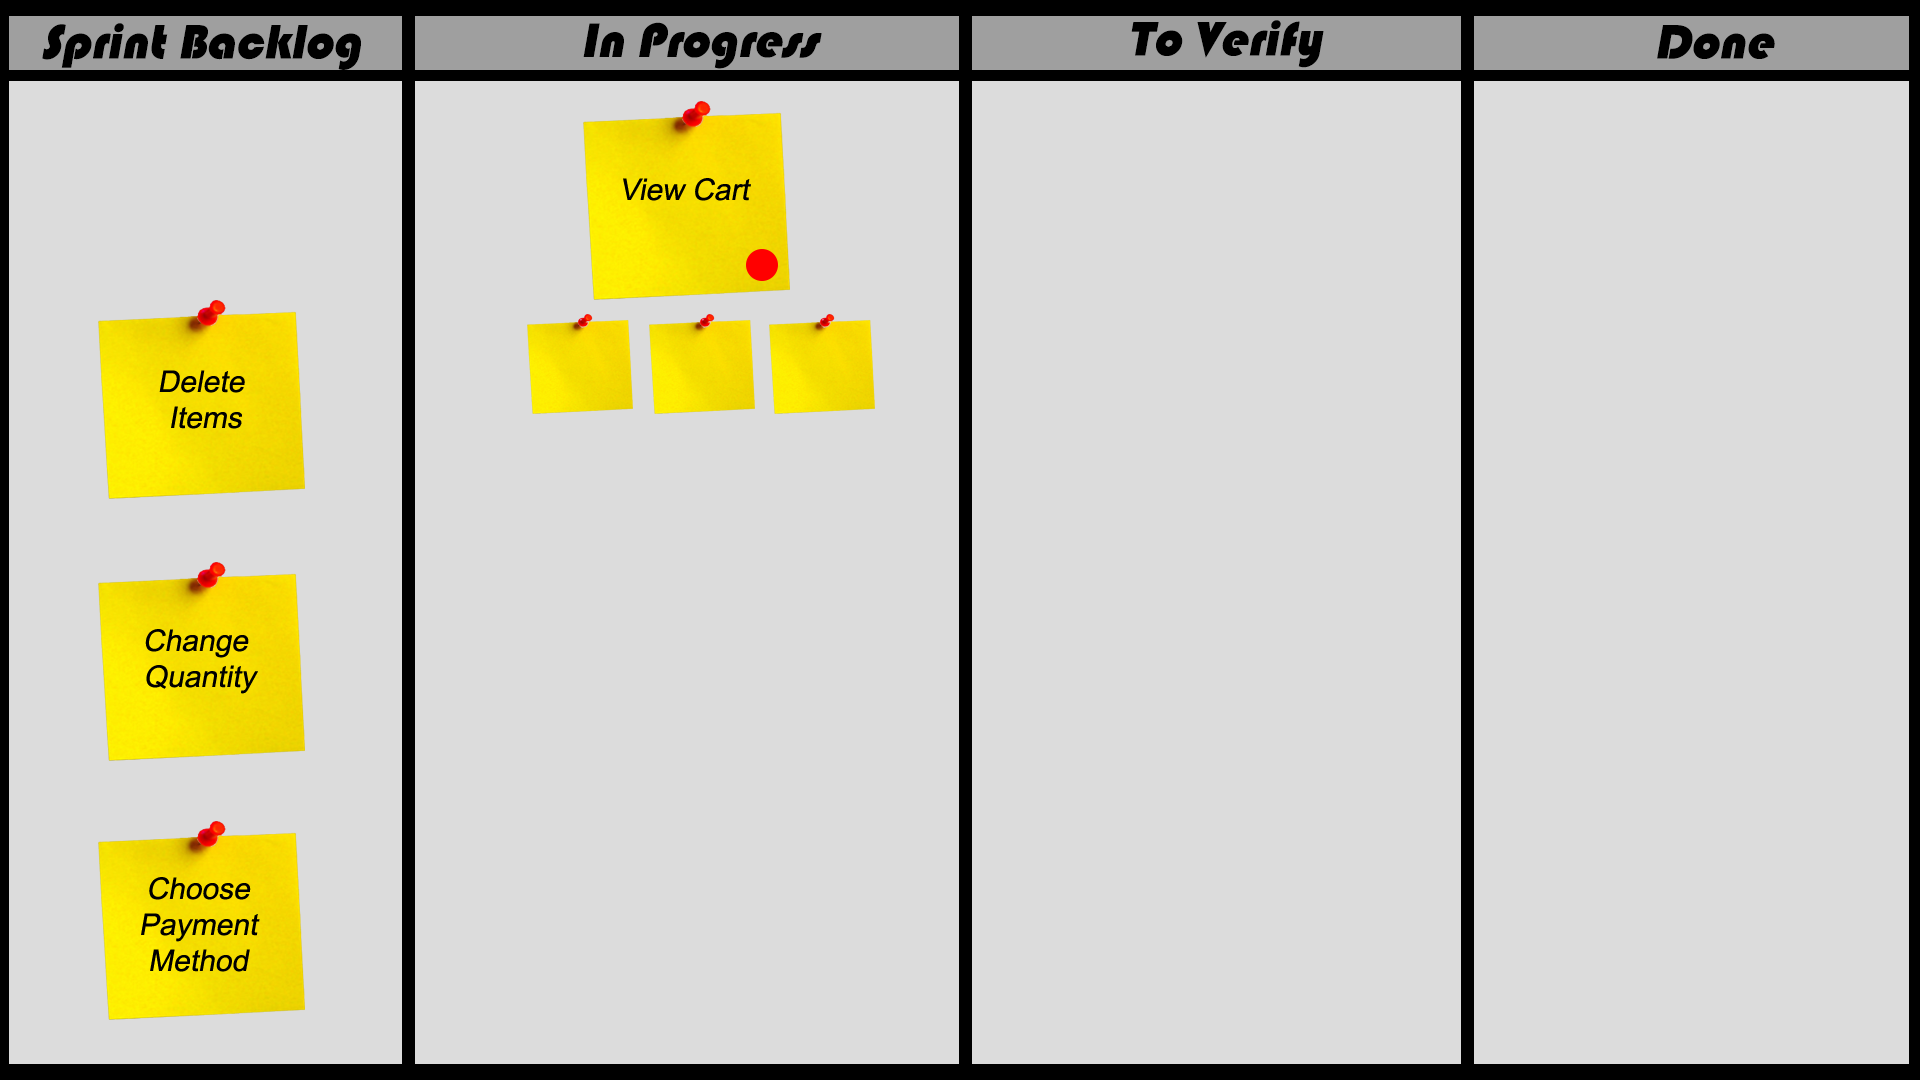 Sprint Backlog
In Progress
To Verify
Done
View Cart
Delete
Items
Change
Quantity
Choose
Payment
Method